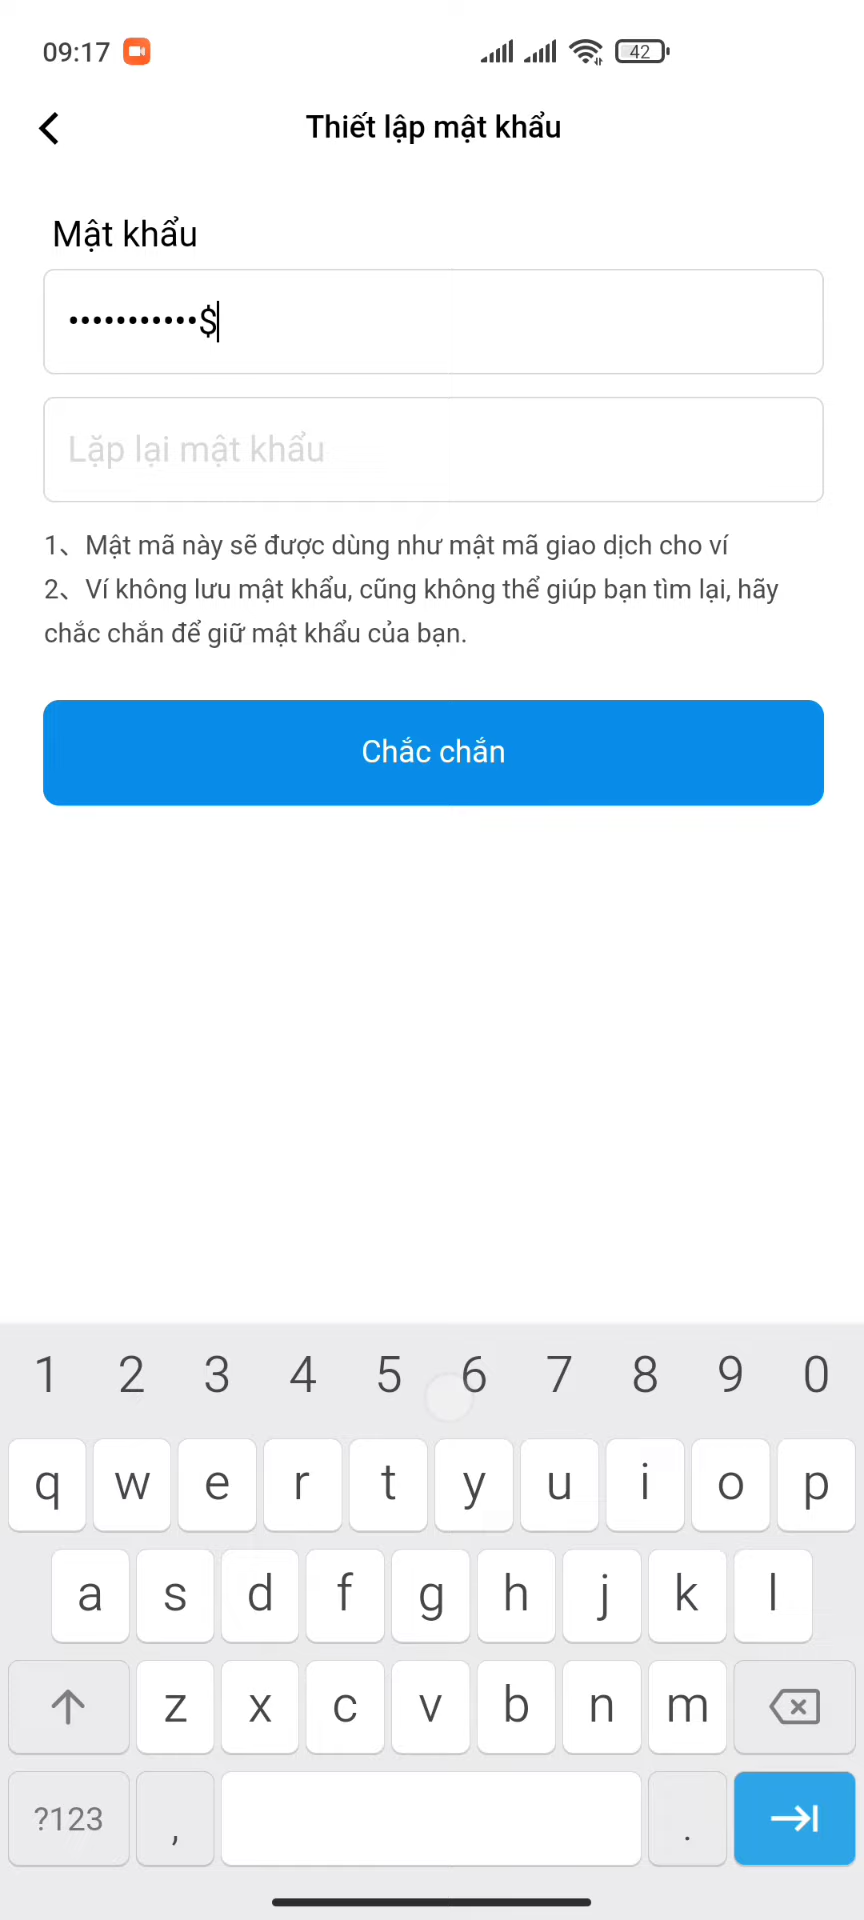 09:17
42
Thiết lập mật khẩu
Mật khẩu
•••••••••••$
Lặp lại mật khẩu
1、Mật mã này sẽ được dùng như mật mã giao dịch cho ví
2、Ví không lưu mật khẩu, cũng không thể giúp bạn tìm lại, hãy
chắc chắn để giữ mật khẩu của bạn.
Chắc chắn
1 2 3 4 5 6 7 8 9 0
q w e r t y u i o p
a s d f g h j k l
z x c v b n m
?123 , .